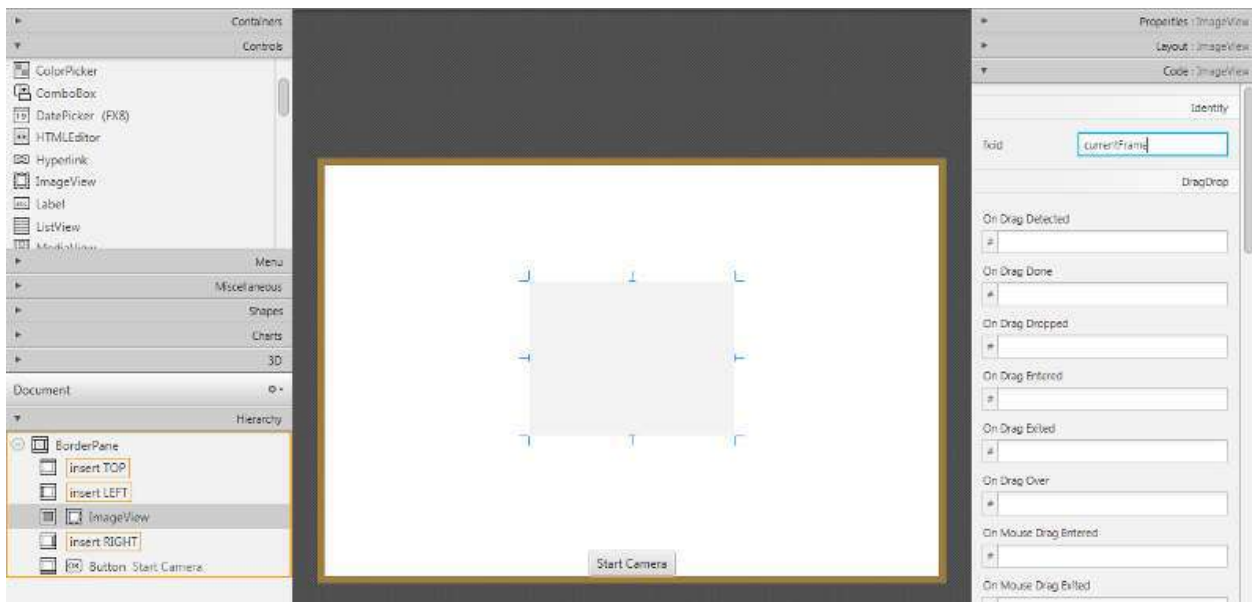 Containers
Controls
ColorPicker
ComboBox
DatePicker (FX8)
HTMLEditor
Hyperlink
ImageView
Label
ListView
MediaView
Menu
Miscellaneous
Shapes
Charts
3D
Document
Hierarchy
BorderPane
insert TOP
insert LEFT
ImageView
insert RIGHT
OK Button Start Camera
Start Camera
Properties : ImageView
Layout : ImageView
Code : ImageView
Identity
fx:id currentFrame
DragDrop
On Drag Detected
#
On Drag Done
#
On Drag Dropped
#
On Drag Entered
#
On Drag Exited
#
On Drag Over
#
On Mouse Drag Entered
#
On Mouse Drag Exited